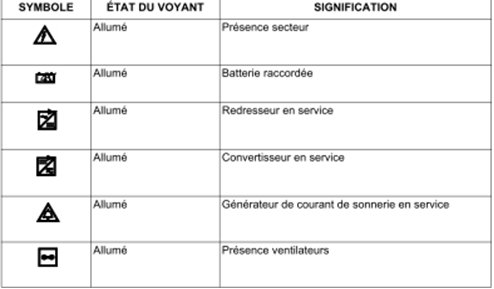 SYMBOLE ÉTAT DU VOYANT SIGNIFICATION
Allumé Présence secteur
Allumé Batterie raccordée
Allumé Redresseur en service
Allumé Convertisseur en service
Allumé Générateur de courant de sonnerie en service
Allumé Présence ventilateurs